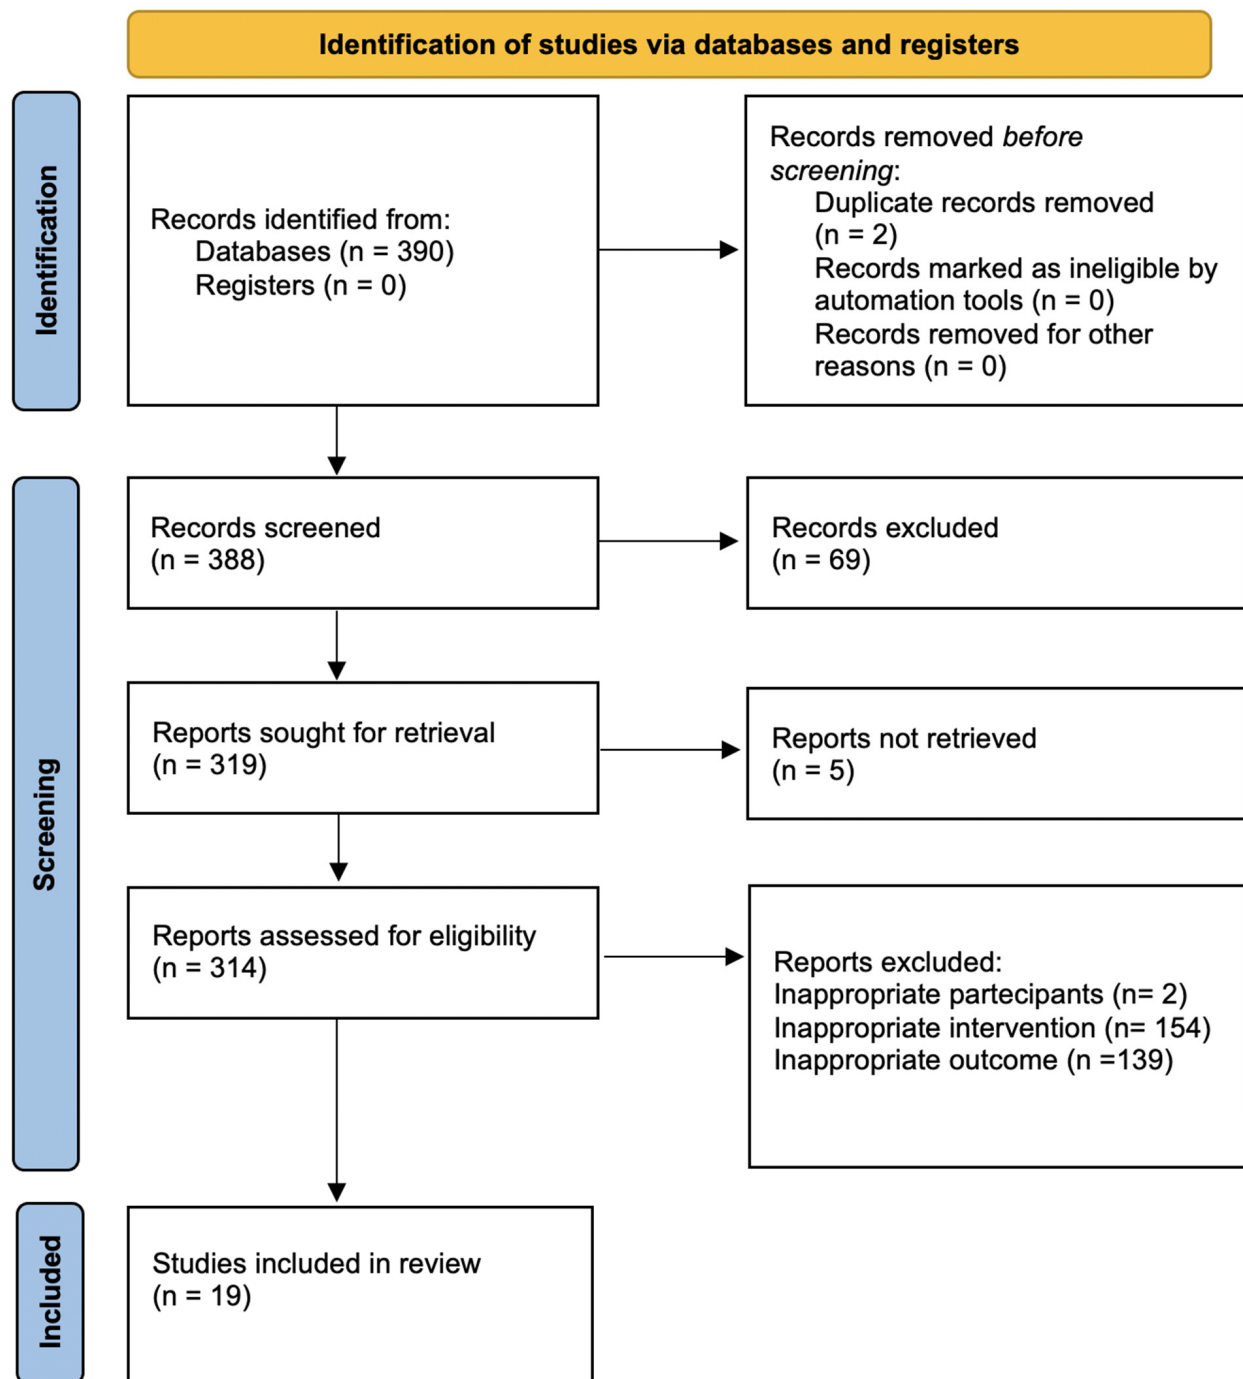 Identification of studies via databases and registers
Identification
Records identified from:
Databases (n = 390)
Registers (n = 0)
Records removed before
screening:
Duplicate records removed
(n = 2)
Records marked as ineligible by
automation tools (n = 0)
Records removed for other
reasons (n = 0)
Screening
Records screened
(n = 388)
Records excluded
(n = 69)
Reports sought for retrieval
(n = 319)
Reports not retrieved
(n = 5)
Reports assessed for eligibility
(n = 314)
Reports excluded:
Inappropriate partecipants (n= 2)
Inappropriate intervention (n= 154)
Inappropriate outcome (n =139)
Included
Studies included in review
(n = 19)